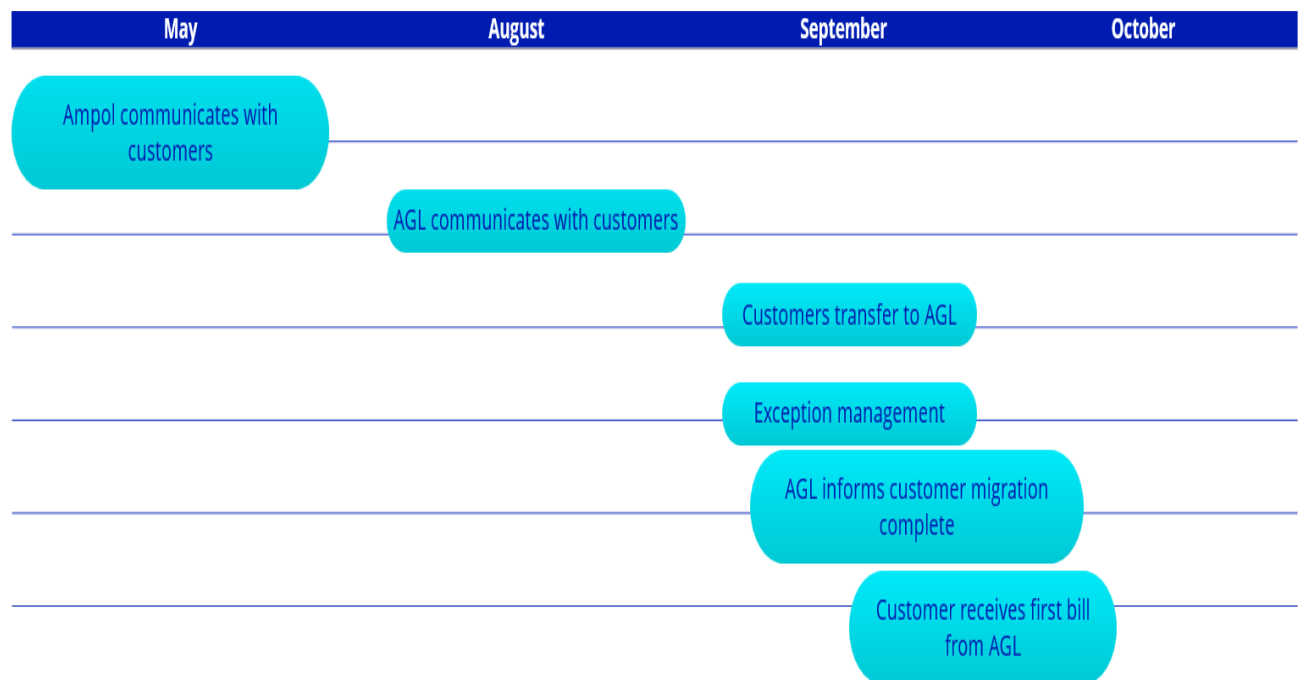 May August September October
Ampol communicates with
customers
AGL communicates with customers
Customers transfer to AGL
Exception management
AGL informs customer migration
complete
Customer receives first bill
from AGL